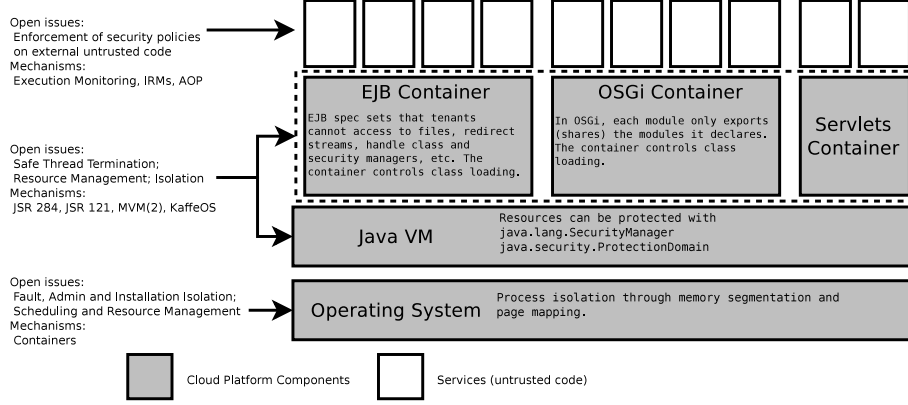 Open issues:
Enforcement of security policies
on external untrusted code
Mechanisms:
Execution Monitoring, IRMs, AOP
EJB Container
EJB spec sets that tenants
cannot access to files, redirect
streams, handle class and
security managers, etc. The
container controls class loading.
OSGi Container
In OSGi, each module only exports
(shares) the modules it declares.
The container controls class
loading.
Servlets
Container
Open issues:
Safe Thread Termination;
Resource Management; Isolation
Mechanisms:
JSR 284, JSR 121, MVM(2), KaffeOS
Java VM
Resources can be protected with
java.lang.SecurityManager
java.security.ProtectionDomain
Open issues:
Fault, Admin and Installation Isolation;
Scheduling and Resource Management
Mechanisms:
Containers
Operating System
Process isolation through memory segmentation and
page mapping.
Cloud Platform Components
Services (untrusted code)